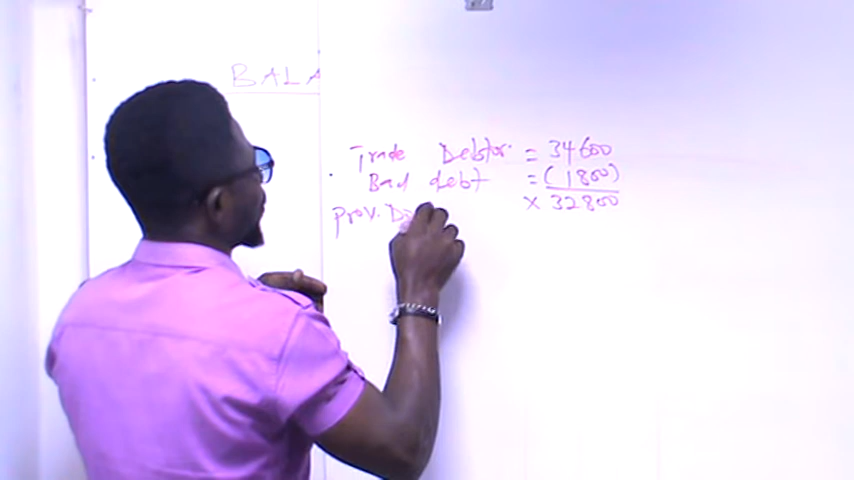 BALA
Trade Debtor = 34600
Bad debt = (1800)
Prov. × 32800